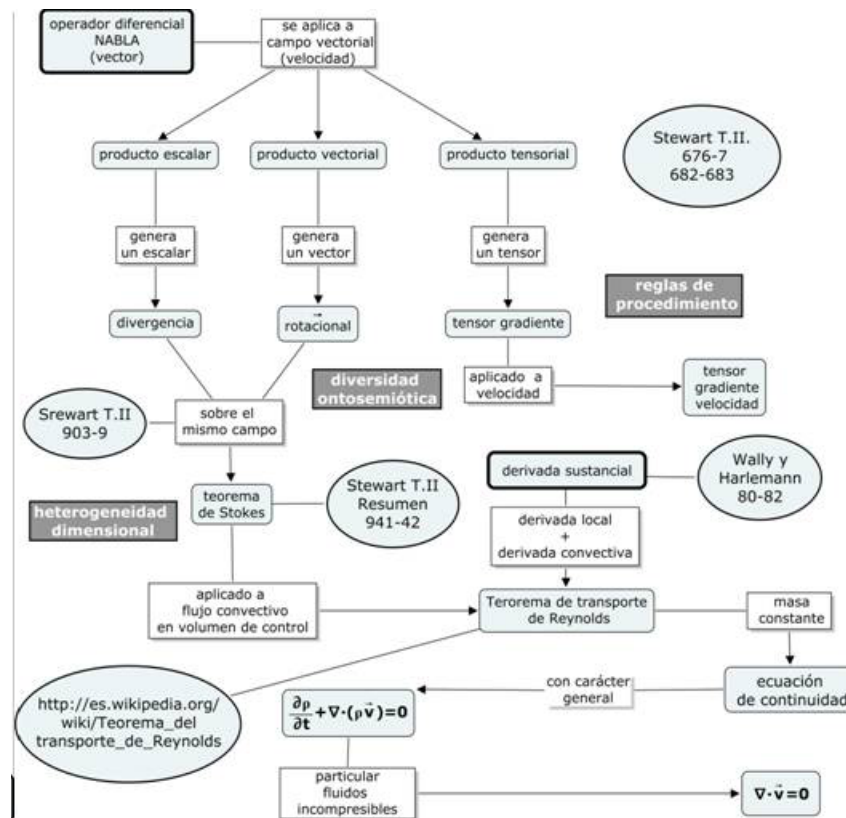 operador diferencial
NABLA
(vector)
se aplica a
campo vectorial
(velocidad)
producto escalar
producto vectorial
producto tensorial
Stewart T.II.
676-7
682-683
genera
un escalar
genera
un vector
genera
un tensor
reglas de
procedimiento
divergencia
→
rotacional
tensor gradiente
diversidad
ontosemiótica
aplicado a
velocidad
tensor
gradiente
velocidad
Srewart T.II
903-9
sobre el
mismo campo
derivada sustancial
Wally y
Harlemann
80-82
heterogeneidad
dimensional
teorema
de Stokes
Stewart T.II
Resumen
941-42
derivada local
+
derivada convectiva
aplicado a
flujo convectivo
en volumen de control
Terorema de transporte
de Reynolds
masa
constante
http://es.wikipedia.org/
wiki/Teorema_del
transporte_de_Reynolds
con carácter
general
ecuación
de continuidad
∂ρ/∂t+∇·(ρv⃗)=0
particular
fluidos
incompresibles
∇·v⃗=0